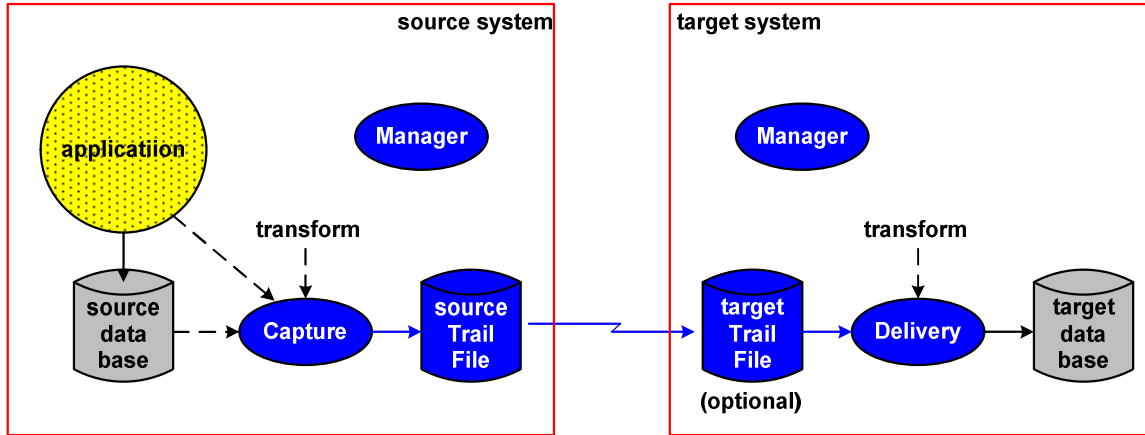 source system
target system
Manager
Manager
applicatiion
transform
transform
source
data
base
Capture
source
Trail
File
target
Trail
File
Delivery
target
data
base
(optional)